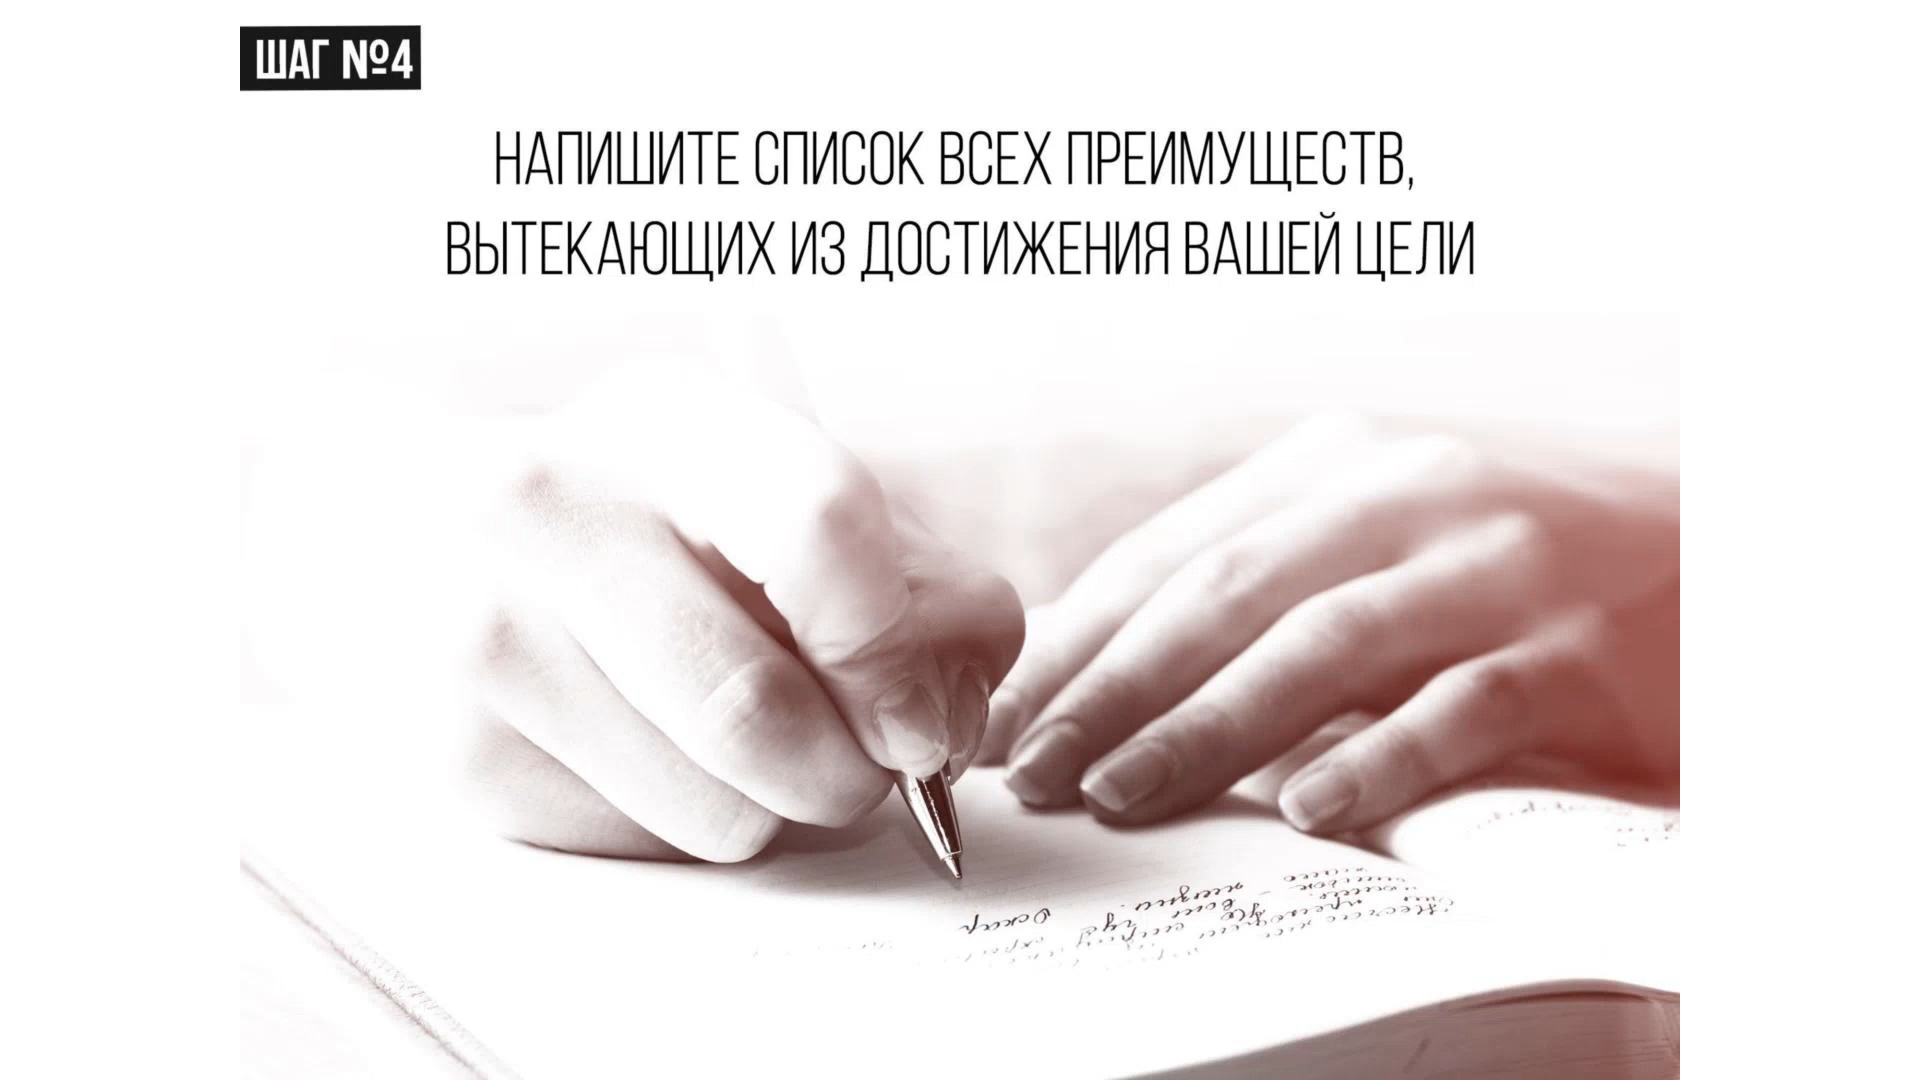 ШАГ №4
НАПИШИТЕ СПИСОК ВСЕХ ПРЕИМУЩЕСТВ,
ВЫТЕКАЮЩИХ ИЗ ДОСТИЖЕНИЯ ВАШЕЙ ЦЕЛИ